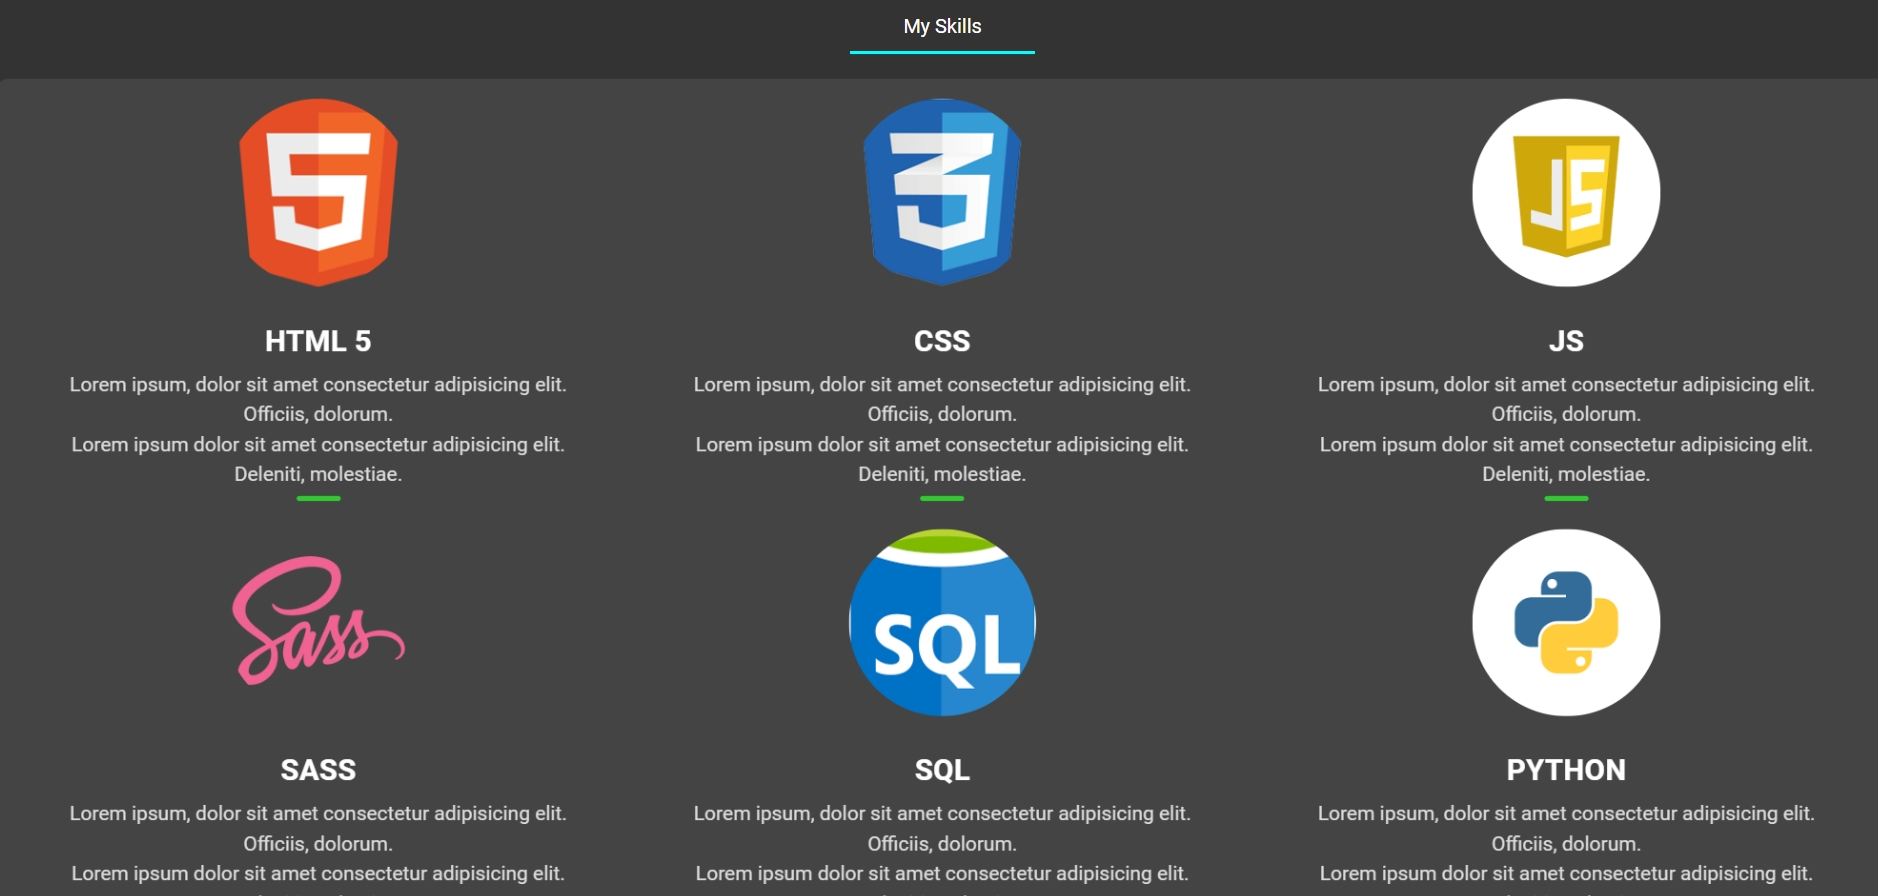 My Skills
5
3
JS
HTML 5
CSS
JS
Lorem ipsum, dolor sit amet consectetur adipisicing elit.
Officiis, dolorum.
Lorem ipsum dolor sit amet consectetur adipisicing elit.
Deleniti, molestiae.
Lorem ipsum, dolor sit amet consectetur adipisicing elit.
Officiis, dolorum.
Lorem ipsum dolor sit amet consectetur adipisicing elit.
Deleniti, molestiae.
Lorem ipsum, dolor sit amet consectetur adipisicing elit.
Officiis, dolorum.
Lorem ipsum dolor sit amet consectetur adipisicing elit.
Deleniti, molestiae.
Sass
SQL
SASS
SQL
PYTHON
Lorem ipsum, dolor sit amet consectetur adipisicing elit.
Officiis, dolorum.
Lorem ipsum dolor sit amet consectetur adipisicing elit.
Lorem ipsum, dolor sit amet consectetur adipisicing elit.
Officiis, dolorum.
Lorem ipsum dolor sit amet consectetur adipisicing elit.
Lorem ipsum, dolor sit amet consectetur adipisicing elit.
Officiis, dolorum.
Lorem ipsum dolor sit amet consectetur adipisicing elit.